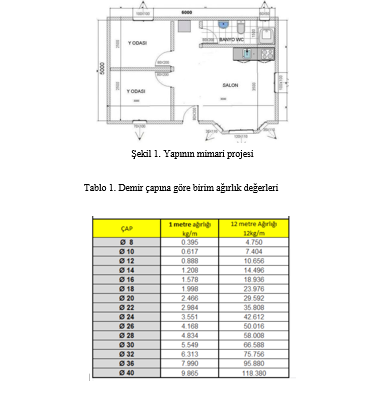 8000
5000
Y ODASI
BANYO WC
SALON
Y ODASI
Şekil 1. Yapının mimari projesi
Tablo 1. Demir çapına göre birim ağırlık değerleri
ÇAP 1 metre ağırlığı kg/m 12 metre Ağırlığı 12kg/m
Ø 8 0.395 4.750
Ø 10 0.617 7.404
Ø 12 0.888 10.656
Ø 14 1.208 14.496
Ø 16 1.578 18.936
Ø 18 1.998 23.976
Ø 20 2.466 29.592
Ø 22 2.984 35.808
Ø 24 3.551 42.612
Ø 26 4.168 50.016
Ø 28 4.834 58.008
Ø 30 5.549 66.588
Ø 32 6.313 75.756
Ø 36 7.990 95.880
Ø 40 9.865 118.380